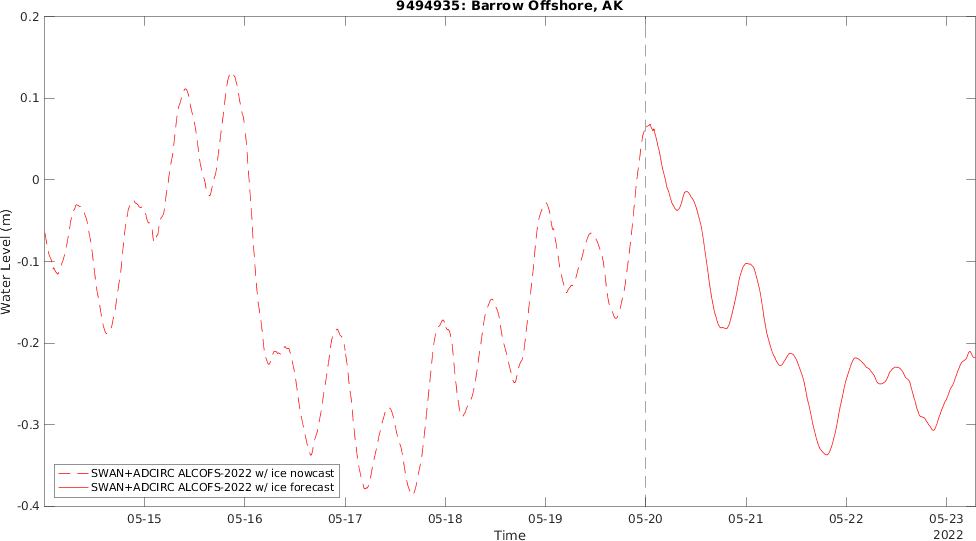 9494935: Barrow Offshore, AK
0.2
0.1
0
-0.1
-0.2
-0.3
-0.4
Water Level (m)
SWAN+ADCIRC ALCOFS-2022 w/ ice nowcast
SWAN+ADCIRC ALCOFS-2022 w/ ice forecast
05-15 05-16 05-17 05-18 05-19 05-20 05-21 05-22 05-23
Time 2022